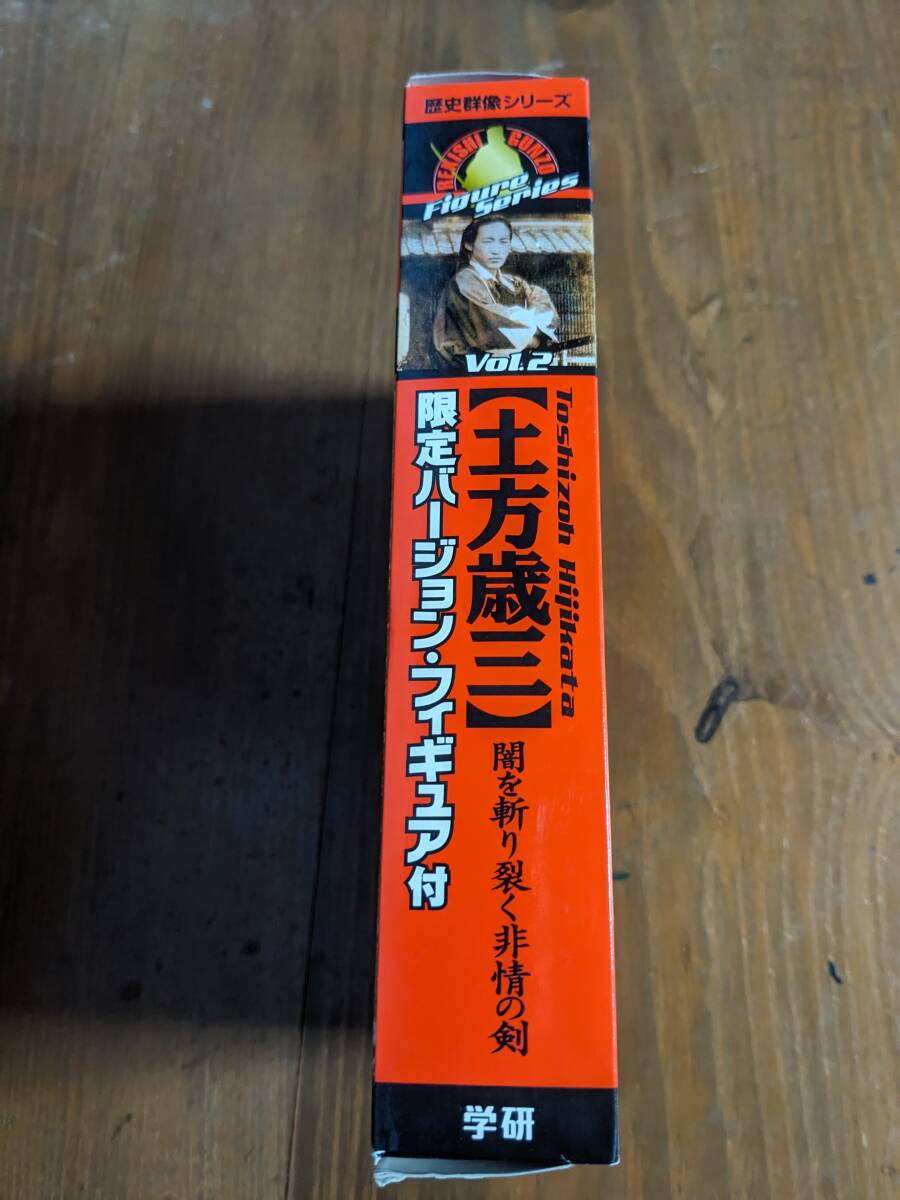 歴史群像シリーズ
REKISHI GUNZO
Figure
Series
Vol.2
Toshizoh Hijikata
【土方歳三】
闇を斬り裂く非情の剣
限定バージョン・フィギュア付
学研